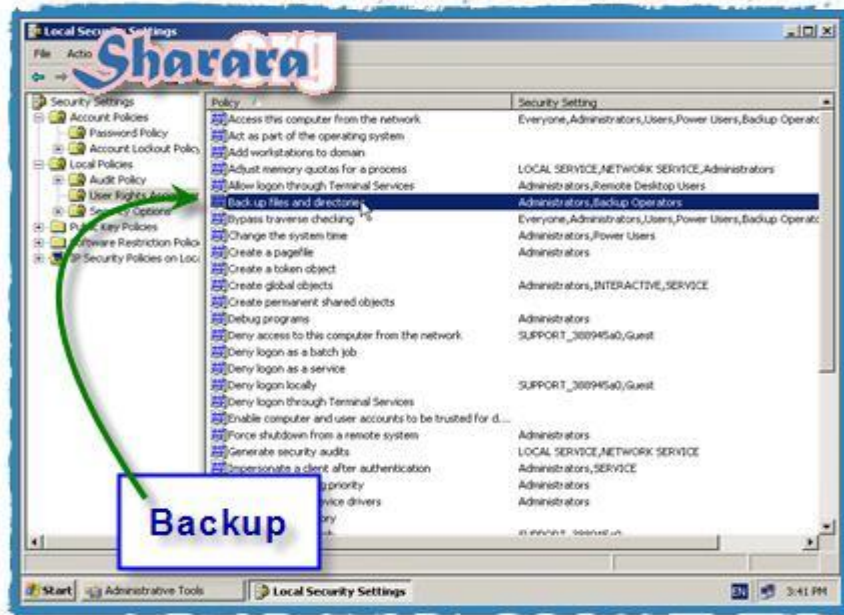 Local Security Settings
Sharara
org
File Actio
Security Settings
Account Policies
Password Policy
Account Lockout Policy
Local Policies
Audit Policy
User Rights
Security Options
Key Policies
Software Restriction
IP Security Policies on
Policy Security Setting
Access this computer from the network Everyone,Administrators,Users,Power Users,Backup Operato
Act as part of the operating system
Add workstations to domain
Adjust memory quotas for a process LOCAL SERVICE,NETWORK SERVICE,Administrators
Allow logon through Terminal Services Administrators,Remote Desktop Users
Back up files and directories Administrators,Backup Operators
Bypass traverse checking Everyone,Administrators,Users,Power Users,Backup Operato
Change the system time Administrators,Power Users
Create a pagefile Administrators
Create a token object
Create global objects Administrators,INTERACTIVE,SERVICE
Create permanent shared objects
Debug programs Administrators
Deny access to this computer from the network SUPPORT_388945a0,Guest
Deny logon as a batch job
Deny logon as a service
Deny logon locally SUPPORT_388945a0,Guest
Deny logon through Terminal Services
Enable computer and user accounts to be trusted for d....
Force shutdown from a remote system Administrators
Generate security audits LOCAL SERVICE,NETWORK SERVICE
Impersonate a client after authentication Administrators,SERVICE
priority Administrators
drivers Administrators
Backup
Start Administrative Tools Local Security Settings EN 3:41 PM